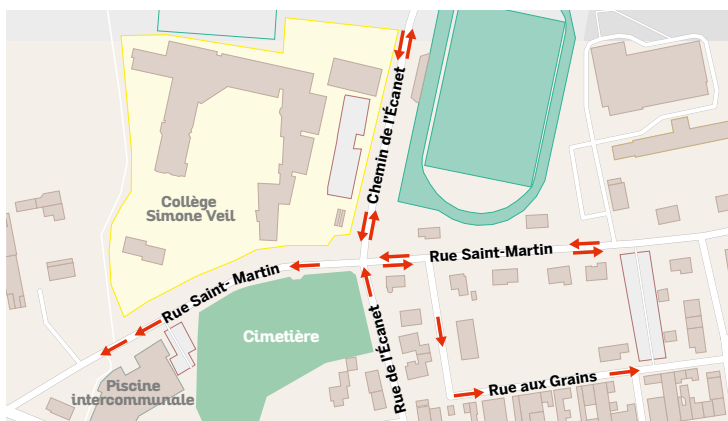 Chemin de l'Écanet
Collège
Simone Veil
Rue Saint-Martin
Rue Saint- Martin
Cimetière
Rue de l'Écanet
Piscine
intercommunale
Rue aux Grains